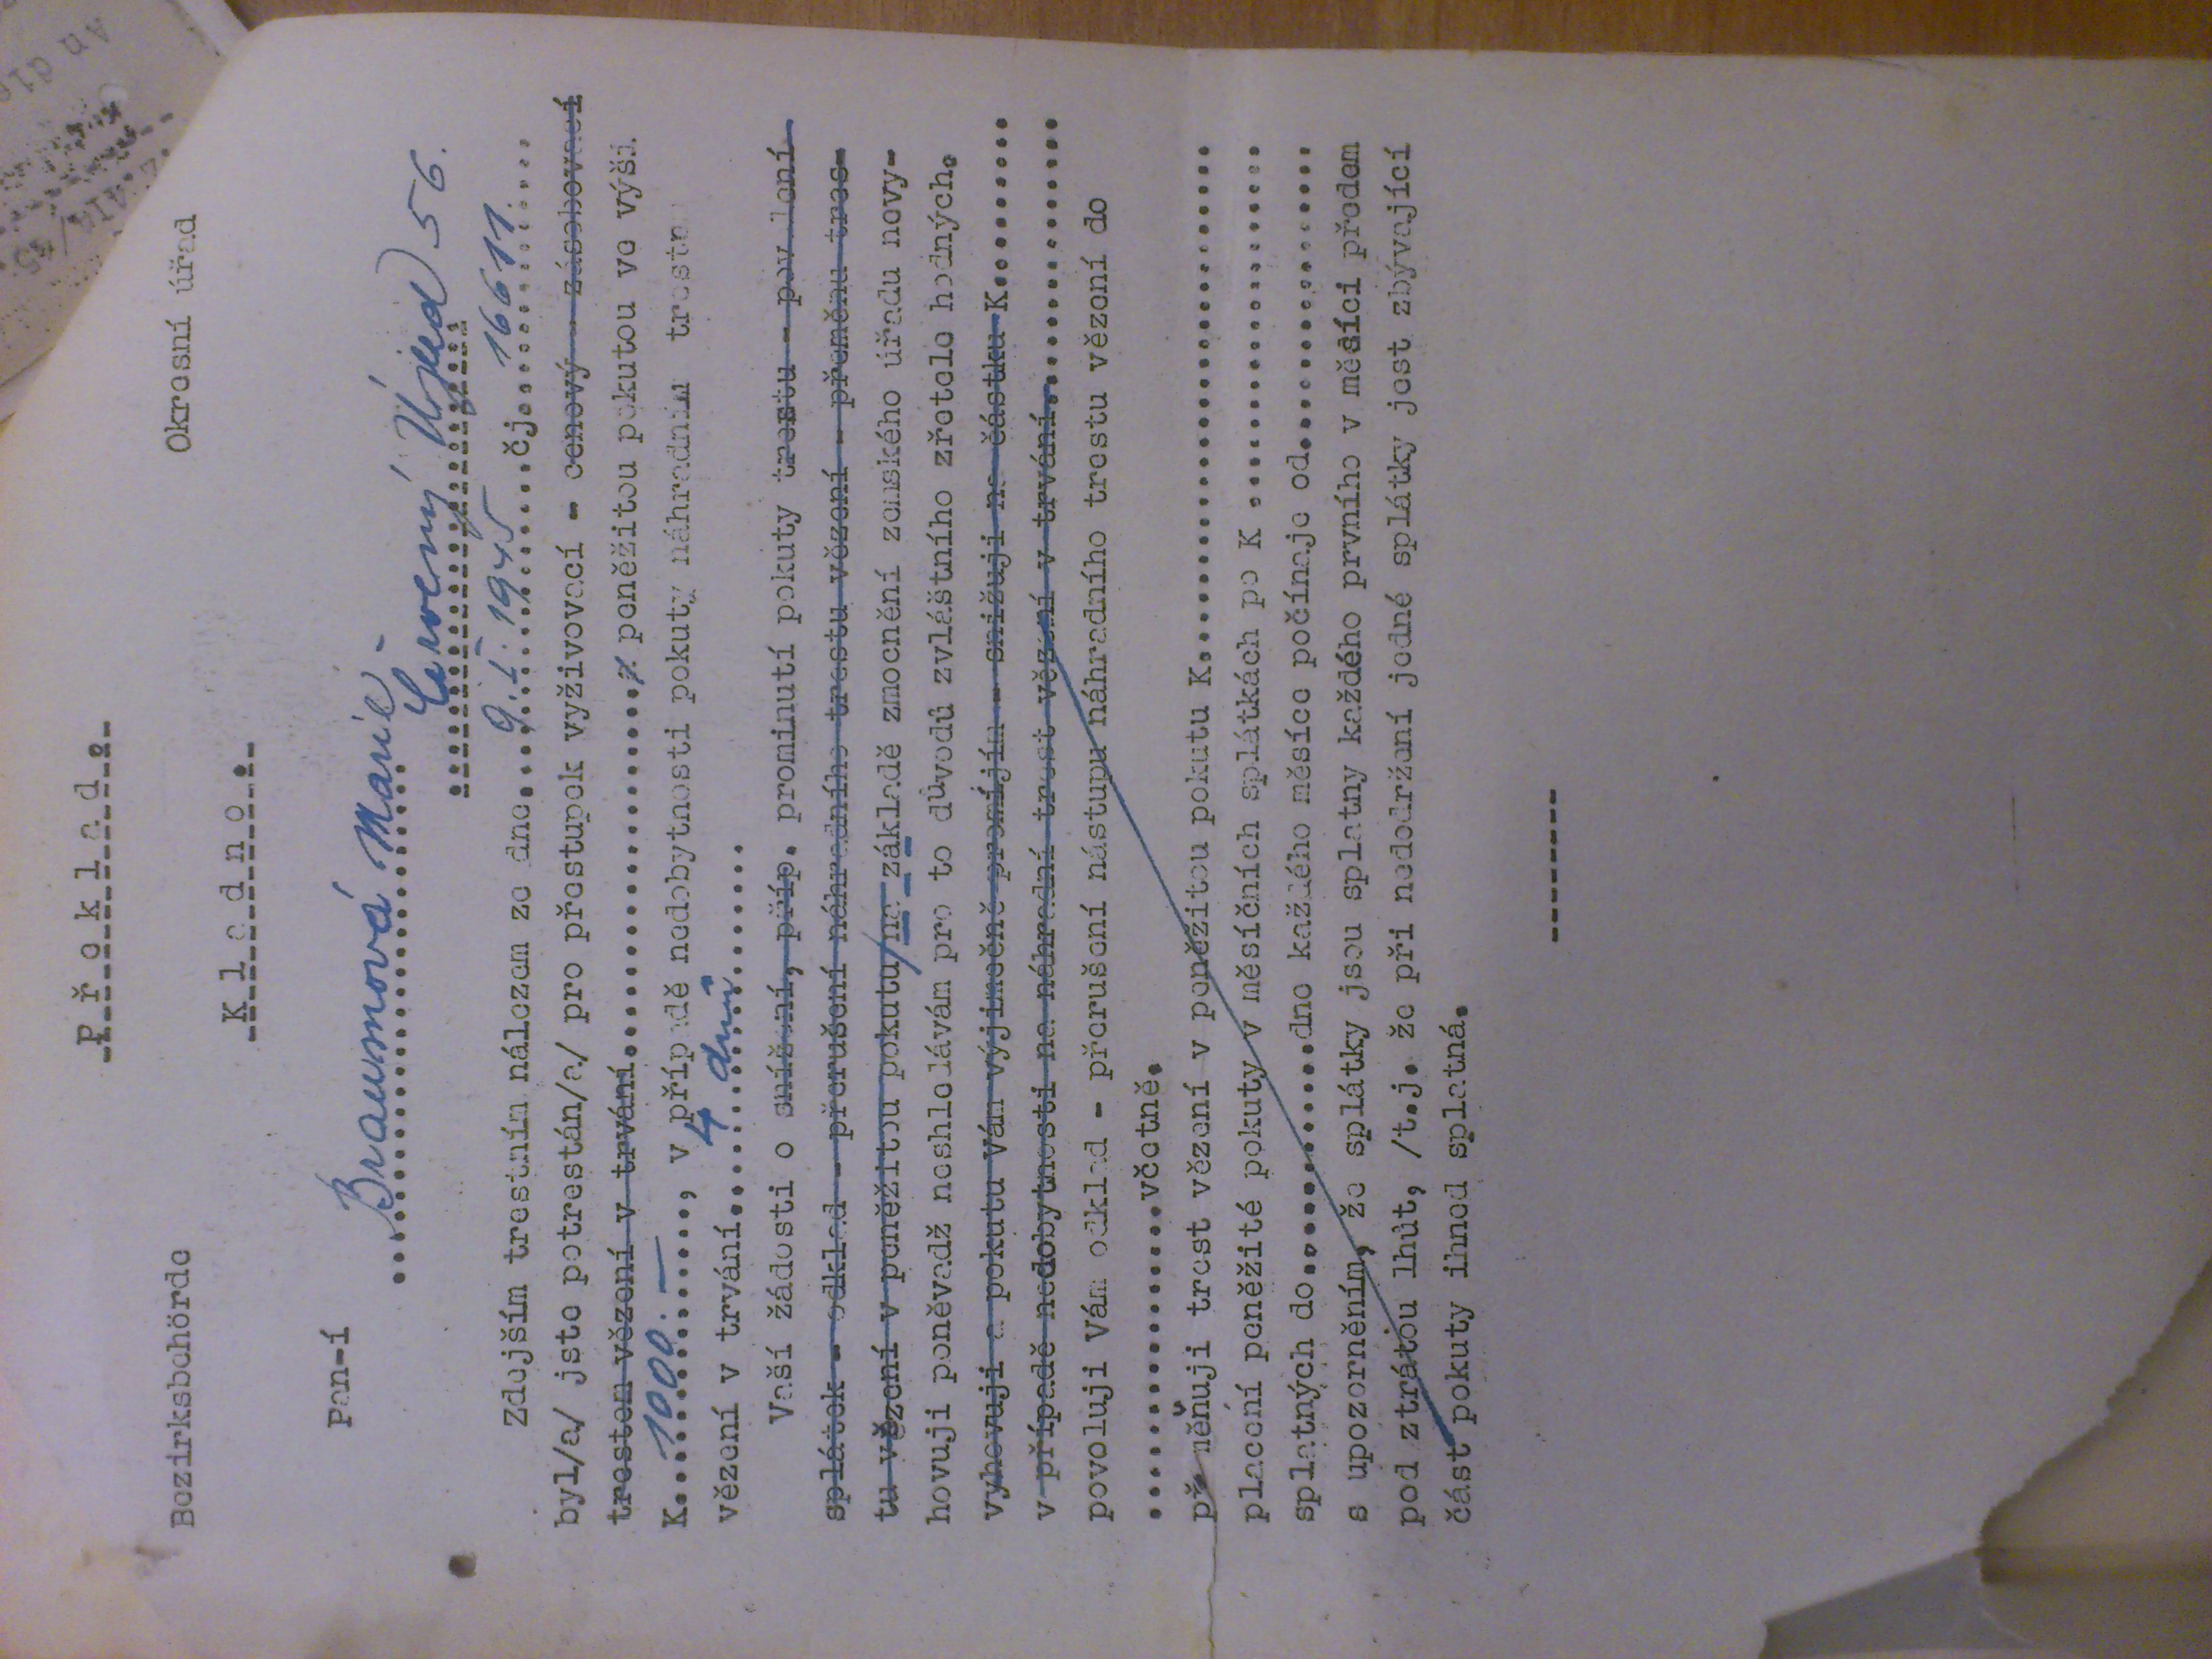 Překlad.
Bezirksbehörde Okresní úřad
Kladno.
Pan-í
Braumová Marie -
Červený Újezd 56.
Zdejším trestním nálezem ze dne....9.I.1945....čj....16611....
byl/a/ jste potrestán/a/ pro přestupek vyživovací - cenový - zásobovací
trestem vězení v trvání....................a peněžitou pokutou ve výši
K....1000.-...., v případě nedobytnosti pokuty náhradním trestem
vězení v trvání....4 dnů....
Vaší žádosti o snížení, příp. prominutí pokuty trestu - povolení
splátek - odklad - přerušení náhradního trestu vězení - přeměnu tres-
tu vězení v peněžitou pokutu/na základě zmocnění zemského úřadu nevy-
hovuji poněvadž neshledávám pro to důvodů zvláštního zřetele hodných.
vyhovuji a pokutu Vám výjimečně promíjím - snižuji na částku K.........
v případě nedobytnosti na náhradní trest vězení v trvání...............
povoluji Vám odklad - přerušení nástupu náhradního trestu vězení do
................včetně.
přeměňuji trest vězení v peněžitou pokutu K..........................
placení peněžité pokuty v měsíčních splátkách po K ..................
splatných do............dne každého měsíce počínaje od...............
s upozorněním, že splátky jsou splatny každého prvního v měsíci předem
pod ztrátou lhůt, /t.j. že při nedodržení jedné splátky jest zbývající
část pokuty ihned splatná.
--------